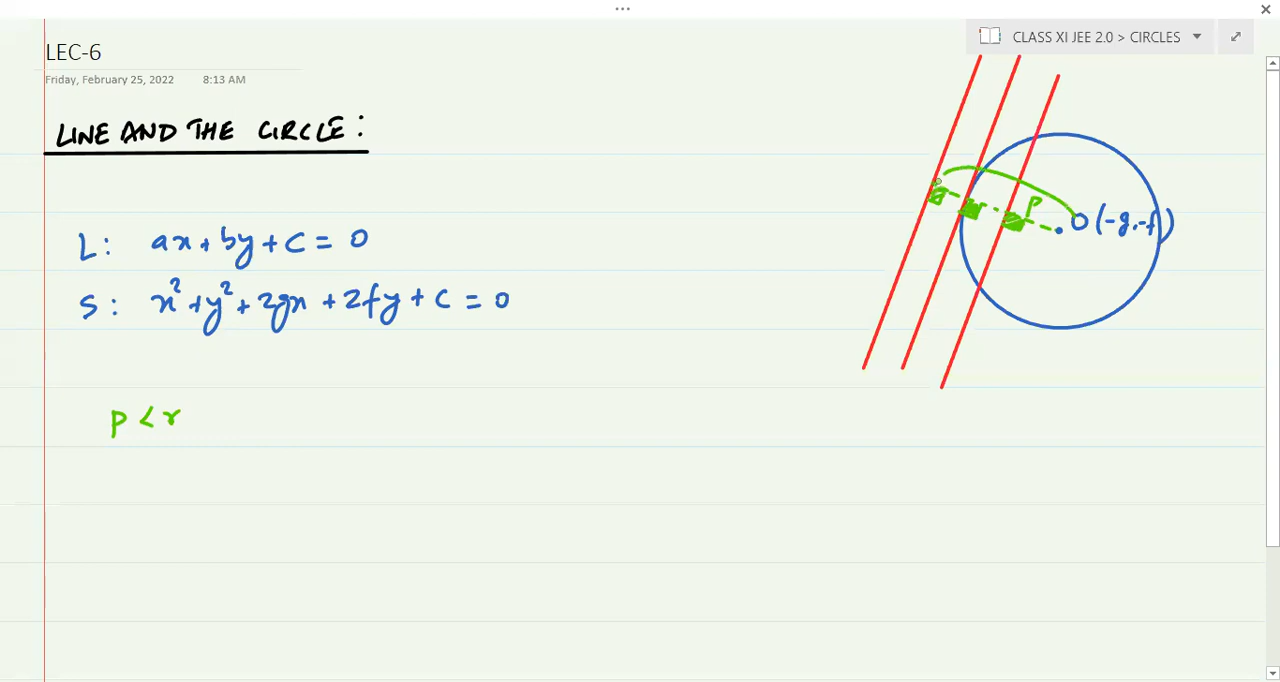 CLASS XI JEE 2.0 > CIRCLES
LEC-6
Friday, February 25, 2022 8:13 AM
LINE AND THE CIRCLE:
L: ax + by + c = 0
S: x² + y² + 2gx + 2fy + c = 0
p < r
P
O (-g, -f)